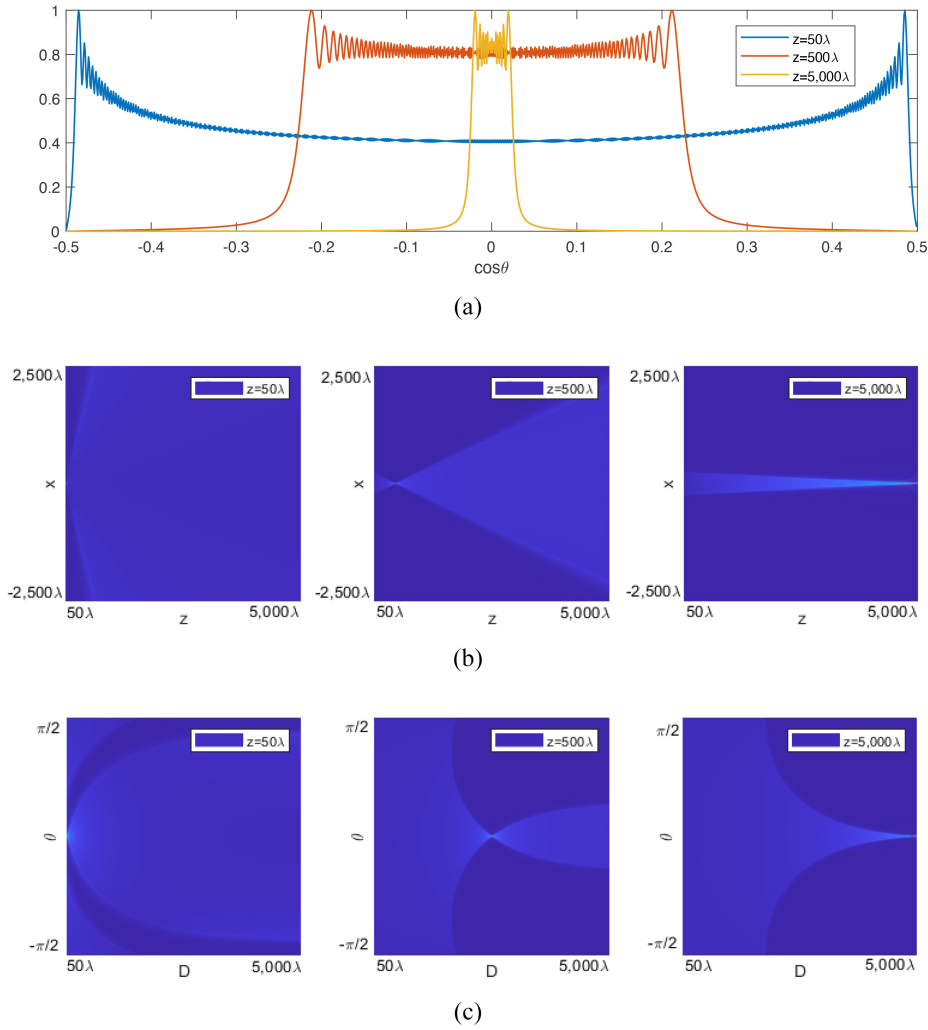 1
0.8
0.6
0.4
0.2
0
z=50λ
z=500λ
z=5,000λ
-0.5 -0.4 -0.3 -0.2 -0.1 0 0.1 0.2 0.3 0.4 0.5
cosθ
(a)
2,500λ z=50λ 2,500λ z=500λ 2,500λ z=5,000λ
x x x
-2,500λ -2,500λ -2,500λ
50λ 5,000λ 50λ 5,000λ 50λ 5,000λ
z z z
(b)
π/2 z=50λ π/2 z=500λ π/2 z=5,000λ
θ θ θ
-π/2 -π/2 -π/2
50λ 5,000λ 50λ 5,000λ 50λ 5,000λ
D D D
(c)